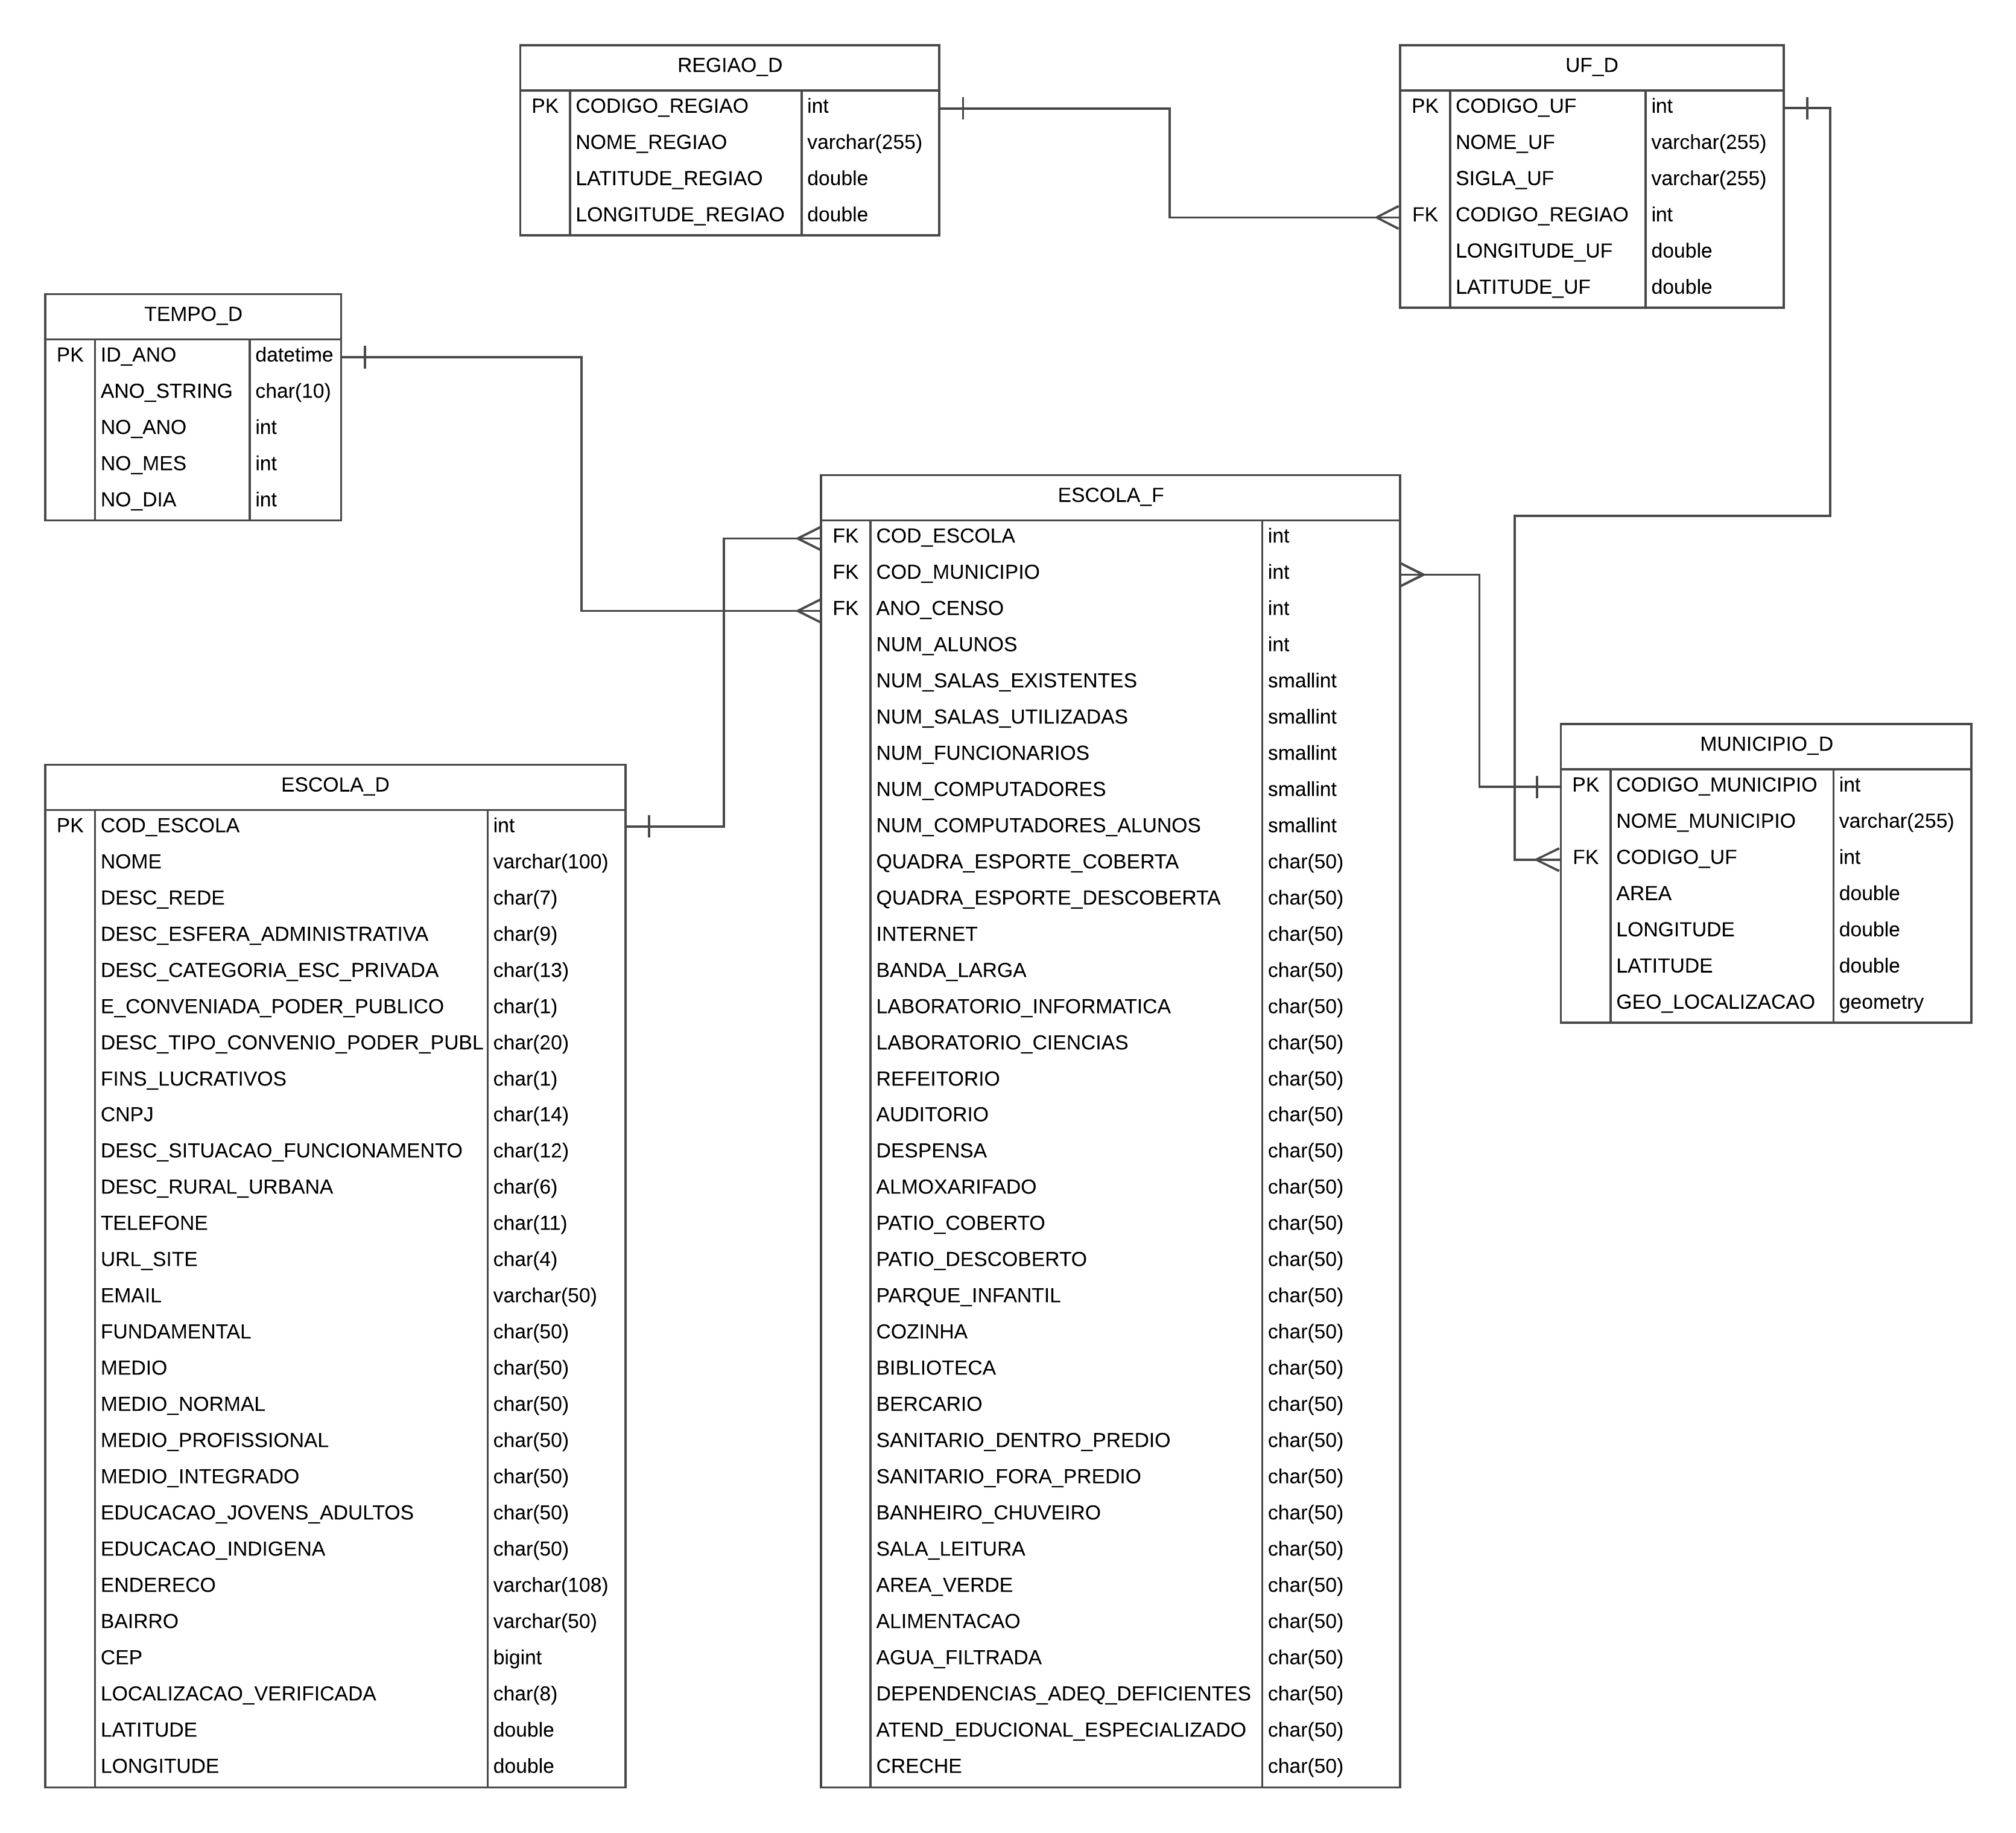 REGIAO_D
PK CODIGO_REGIAO int
NOME_REGIAO varchar(255)
LATITUDE_REGIAO double
LONGITUDE_REGIAO double
UF_D
PK CODIGO_UF int
NOME_UF varchar(255)
SIGLA_UF varchar(255)
FK CODIGO_REGIAO int
LONGITUDE_UF double
LATITUDE_UF double
TEMPO_D
PK ID_ANO datetime
ANO_STRING char(10)
NO_ANO int
NO_MES int
NO_DIA int
ESCOLA_F
FK COD_ESCOLA int
FK COD_MUNICIPIO int
FK ANO_CENSO int
NUM_ALUNOS int
NUM_SALAS_EXISTENTES smallint
NUM_SALAS_UTILIZADAS smallint
NUM_FUNCIONARIOS smallint
NUM_COMPUTADORES smallint
NUM_COMPUTADORES_ALUNOS smallint
QUADRA_ESPORTE_COBERTA char(50)
QUADRA_ESPORTE_DESCOBERTA char(50)
INTERNET char(50)
BANDA_LARGA char(50)
LABORATORIO_INFORMATICA char(50)
LABORATORIO_CIENCIAS char(50)
REFEITORIO char(50)
AUDITORIO char(50)
DESPENSA char(50)
ALMOXARIFADO char(50)
PATIO_COBERTO char(50)
PATIO_DESCOBERTO char(50)
PARQUE_INFANTIL char(50)
COZINHA char(50)
BIBLIOTECA char(50)
BERCARIO char(50)
SANITARIO_DENTRO_PREDIO char(50)
SANITARIO_FORA_PREDIO char(50)
BANHEIRO_CHUVEIRO char(50)
SALA_LEITURA char(50)
AREA_VERDE char(50)
ALIMENTACAO char(50)
AGUA_FILTRADA char(50)
DEPENDENCIAS_ADEQ_DEFICIENTES char(50)
ATEND_EDUCIONAL_ESPECIALIZADO char(50)
CRECHE char(50)
MUNICIPIO_D
PK CODIGO_MUNICIPIO int
NOME_MUNICIPIO varchar(255)
FK CODIGO_UF int
AREA double
LONGITUDE double
LATITUDE double
GEO_LOCALIZACAO geometry
ESCOLA_D
PK COD_ESCOLA int
NOME varchar(100)
DESC_REDE char(7)
DESC_ESFERA_ADMINISTRATIVA char(9)
DESC_CATEGORIA_ESC_PRIVADA char(13)
E_CONVENIADA_PODER_PUBLICO char(1)
DESC_TIPO_CONVENIO_PODER_PUBL char(20)
FINS_LUCRATIVOS char(1)
CNPJ char(14)
DESC_SITUACAO_FUNCIONAMENTO char(12)
DESC_RURAL_URBANA char(6)
TELEFONE char(11)
URL_SITE char(4)
EMAIL varchar(50)
FUNDAMENTAL char(50)
MEDIO char(50)
MEDIO_NORMAL char(50)
MEDIO_PROFISSIONAL char(50)
MEDIO_INTEGRADO char(50)
EDUCACAO_JOVENS_ADULTOS char(50)
EDUCACAO_INDIGENA char(50)
ENDERECO varchar(108)
BAIRRO varchar(50)
CEP bigint
LOCALIZACAO_VERIFICADA char(8)
LATITUDE double
LONGITUDE double